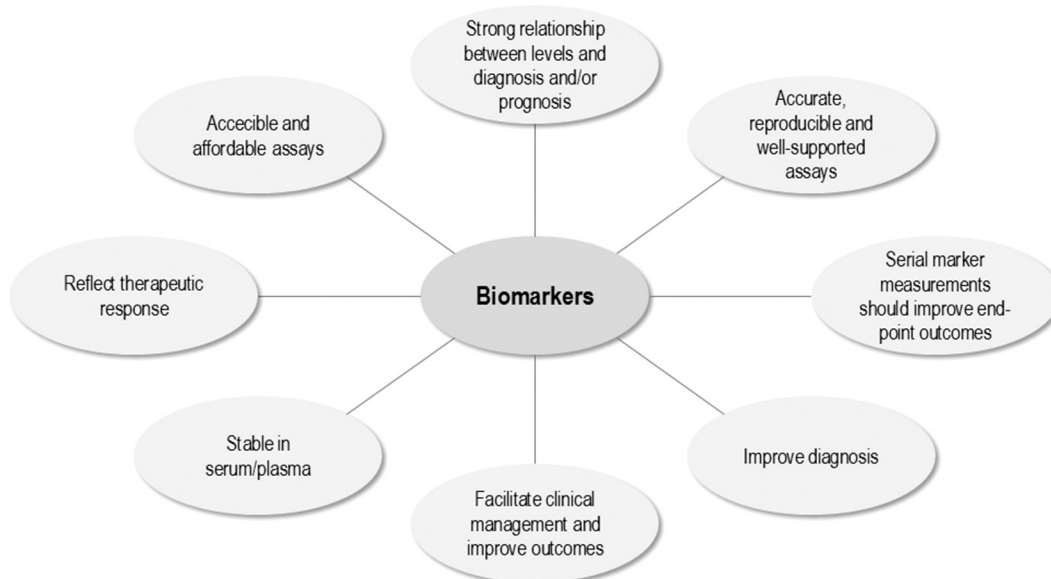 Strong relationship
between levels and
diagnosis and/or
prognosis
Accecible and
affordable assays
Accurate,
reproducible and
well-supported
assays
Reflect therapeutic
response
Biomarkers
Serial marker
measurements
should improve end-
point outcomes
Stable in
serum/plasma
Improve diagnosis
Facilitate clinical
management and
improve outcomes